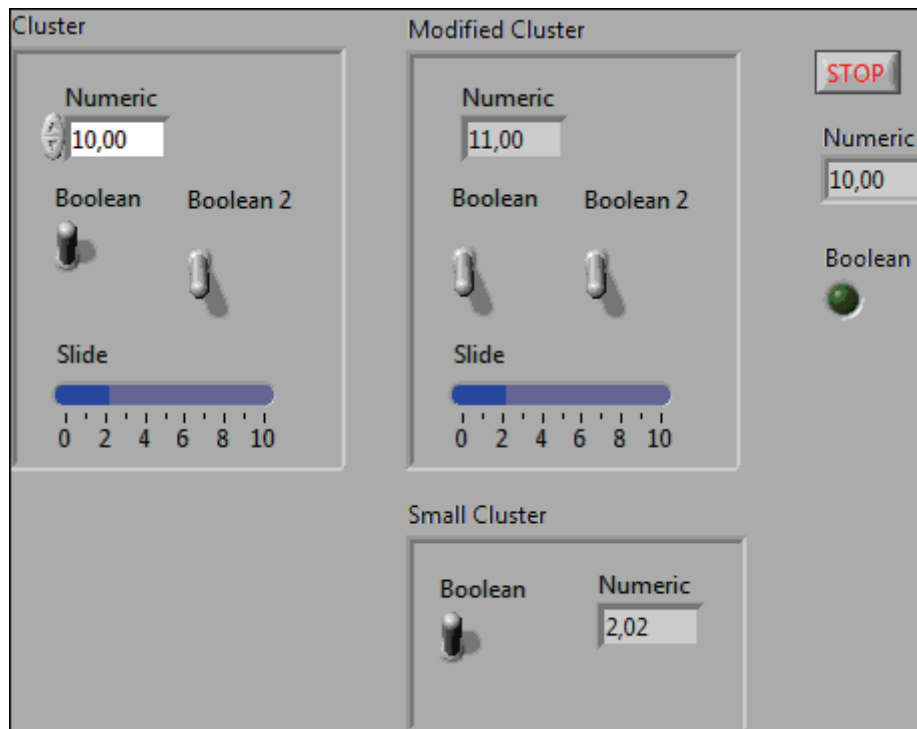 Cluster
Numeric
10,00
Boolean Boolean 2
Slide
0 2 4 6 8 10
Modified Cluster
Numeric
11,00
Boolean Boolean 2
Slide
0 2 4 6 8 10
Small Cluster
Boolean Numeric
2,02
STOP
Numeric
10,00
Boolean